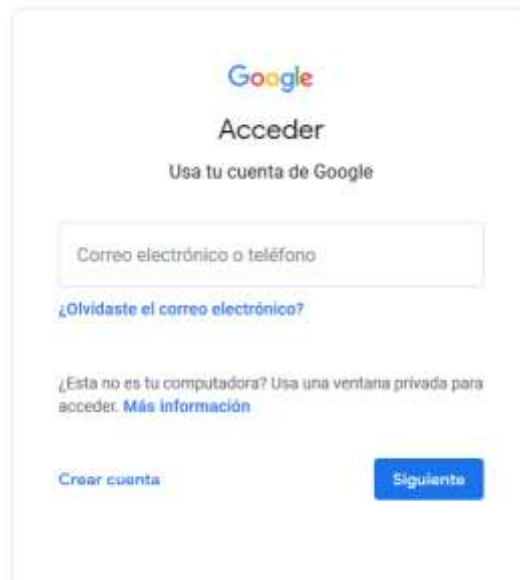 Google
Acceder
Usa tu cuenta de Google
Correo electrónico o teléfono
¿Olvidaste el correo electrónico?
¿Esta no es tu computadora? Usa una ventana privada para
acceder. Más información
Crear cuenta
Siguiente